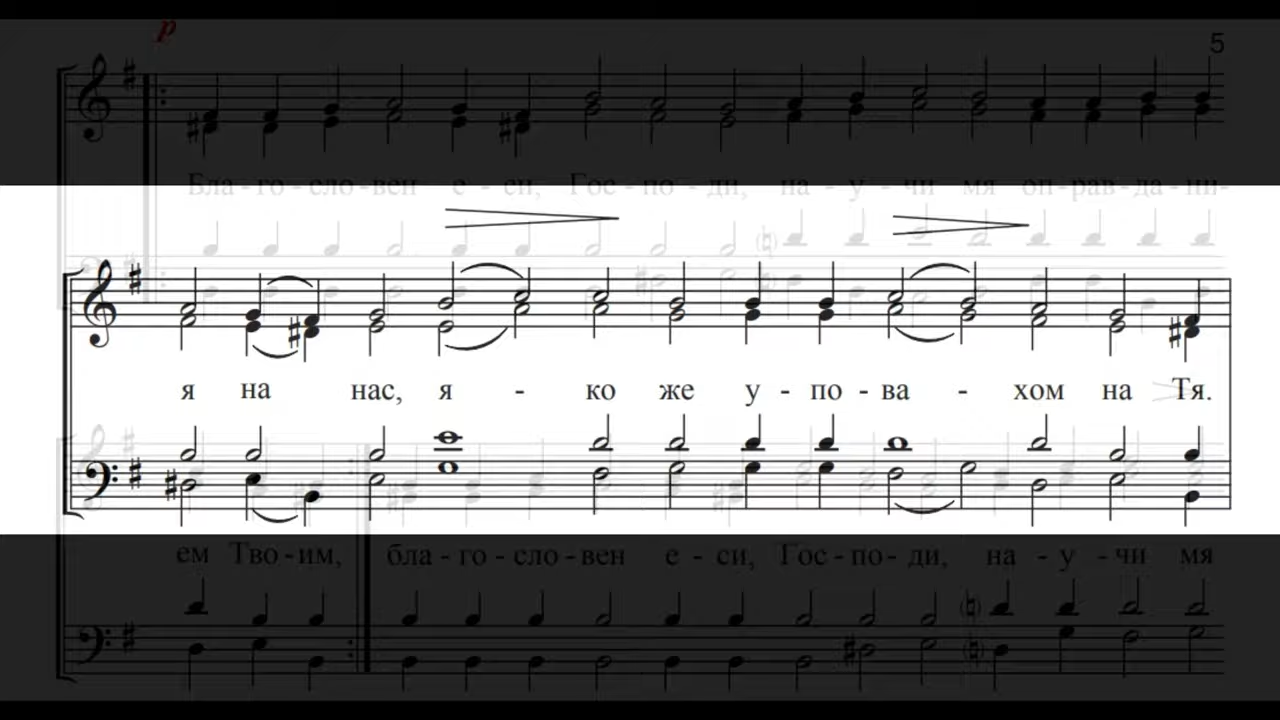 p
5
Бла - го - сло - вен е - си, Гос - по - ди, на - у - чи мя оп - рав - да - ни -
я на нас, я - ко же у - по - ва - хом на Тя.
ем Тво - им, бла - го - сло - вен е - си, Гос - по - ди, на - у - чи мя